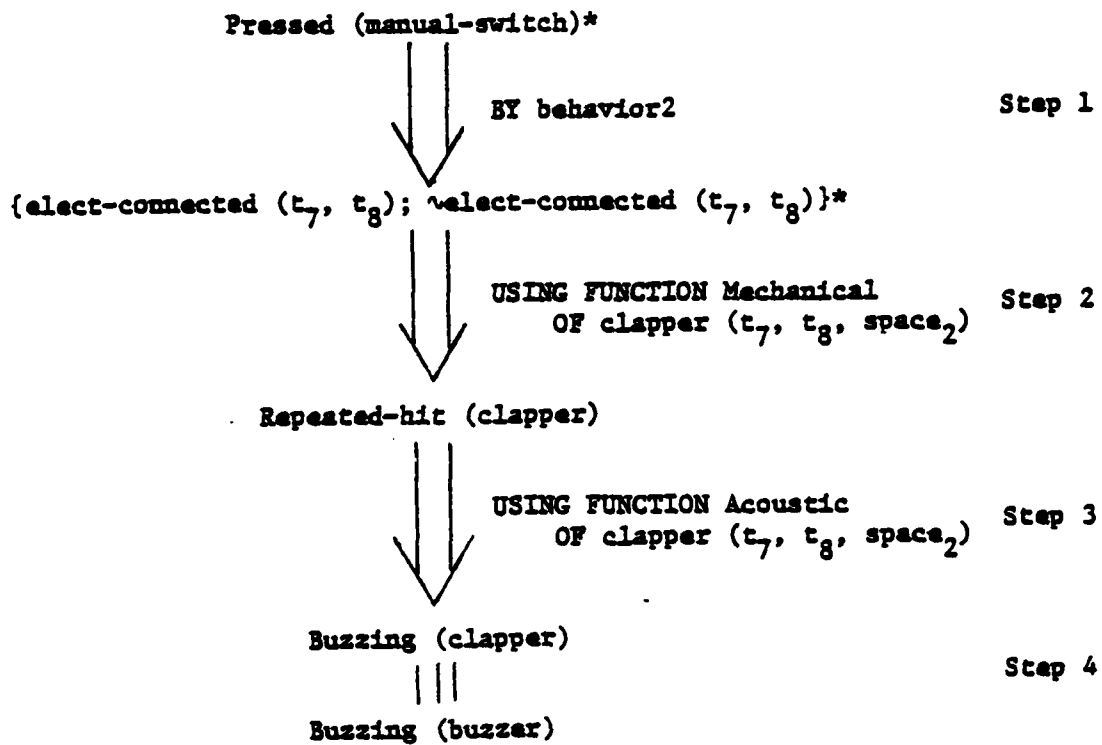 Pressed (manual-switch)*
BY behavior2 Step 1
{elect-connected (t7, t8); ~elect-connected (t7, t8)}*
USING FUNCTION Mechanical Step 2
OF clapper (t7, t8, space2)
Repeated-hit (clapper)
USING FUNCTION Acoustic Step 3
OF clapper (t7, t8, space2)
Buzzing (clapper)
Step 4
Buzzing (buzzer)